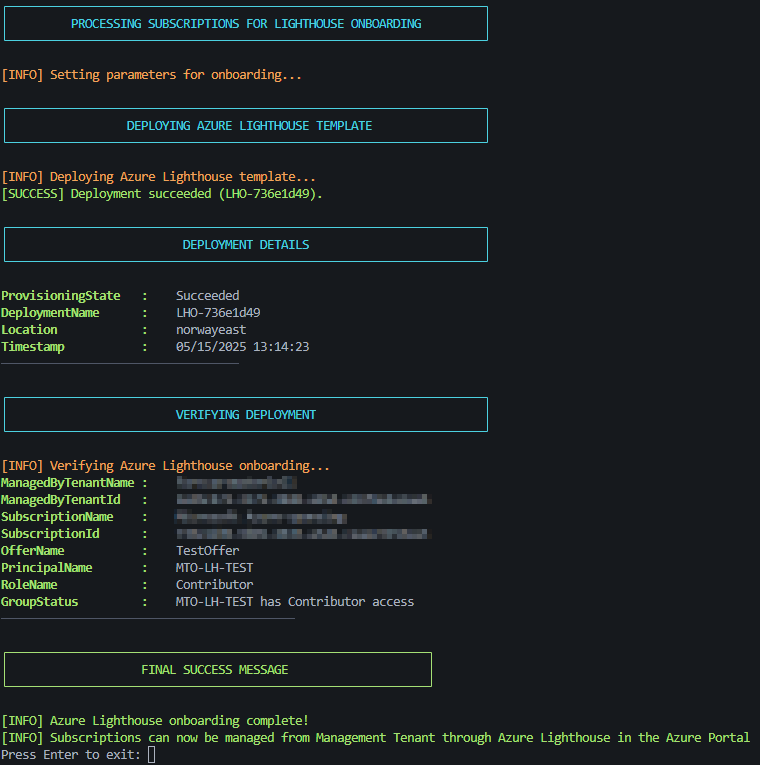 PROCESSING SUBSCRIPTIONS FOR LIGHTHOUSE ONBOARDING
[INFO] Setting parameters for onboarding...
DEPLOYING AZURE LIGHTHOUSE TEMPLATE
[INFO] Deploying Azure Lighthouse template...
[SUCCESS] Deployment succeeded (LHO-736e1d49).
DEPLOYMENT DETAILS
ProvisioningState : Succeeded
DeploymentName : LHO-736e1d49
Location : norwayeast
Timestamp : 05/15/2025 13:14:23
VERIFYING DEPLOYMENT
[INFO] Verifying Azure Lighthouse onboarding...
ManagedByTenantName :
ManagedByTenantId :
SubscriptionName :
SubscriptionId :
OfferName : TestOffer
PrincipalName : MTO-LH-TEST
RoleName : Contributor
GroupStatus : MTO-LH-TEST has Contributor access
FINAL SUCCESS MESSAGE
[INFO] Azure Lighthouse onboarding complete!
[INFO] Subscriptions can now be managed from Management Tenant through Azure Lighthouse in the Azure Portal
Press Enter to exit: